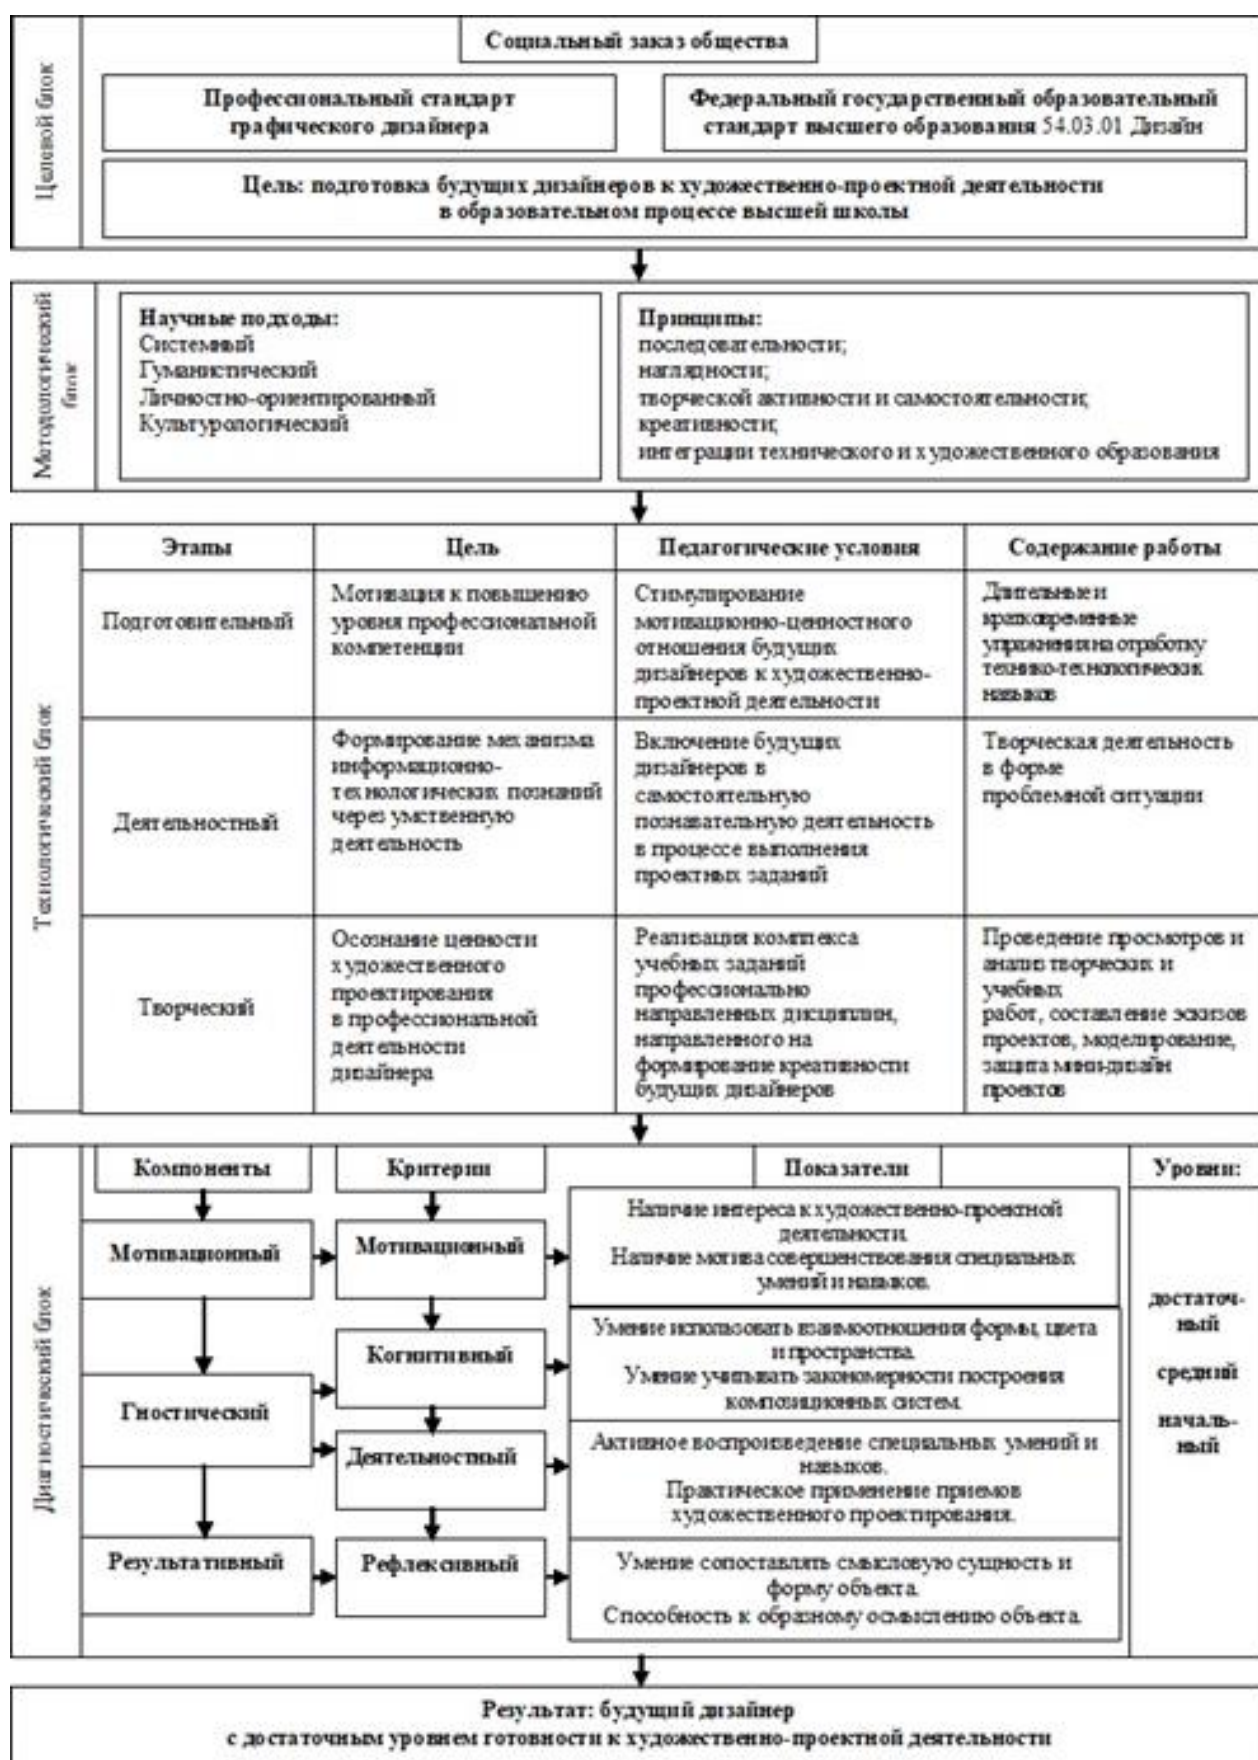 Целевой блок
Социальный заказ общества
Профессиональный стандарт
графического дизайнера
Федеральный государственный образовательный
стандарт высшего образования 54.03.01 Дизайн
Цель: подготовка будущих дизайнеров к художественно-проектной деятельности
в образовательном процессе высшей школы
Методологический
блок
Научные подходы:
Системный
Гуманистический
Личностно-ориентированный
Культурологический
Принципы:
последовательности;
наглядности;
творческой активности и самостоятельности;
креативности;
интеграции технического и художественного образования
Технологический блок
Этапы
Цель
Педагогические условия
Содержание работы
Подготовительный
Мотивация к повышению
уровня профессиональной
компетенции
Стимулирование
мотивационно-ценностного
отношения будущих
дизайнеров к художественно-
проектной деятельности
Длительные и
кратковременные
упражнения на отработку
технико-технологических
навыков
Деятельностный
Формирование механизма
информационно-
технологических познаний
через умственную
деятельность
Включение будущих
дизайнеров в
самостоятельную
познавательную деятельность
в процессе выполнения
проектных заданий
Творческая деятельность
в форме
проблемной ситуации
Творческий
Осознание ценности
художественного
проектирования
в профессиональной
деятельности
дизайнера
Реализация комплекса
учебных заданий
профессионально
направленных дисциплин,
направленного на
формирование креативности
будущих дизайнеров
Проведение просмотров и
анализ творческих и
учебных
работ, составление эскизов
проектов, моделирование,
защита мини-дизайн
проектов
Диагностический блок
Компоненты
Критерии
Показатели
Уровни:
Мотивационный
Мотивационный
Наличие интереса к художественно-проектной
деятельности.
Наличие мотива совершенствования специальных
умений и навыков.
Гностический
Когнитивный
Умение использовать взаимоотношения формы, цвета
и пространства.
Умение учитывать закономерности построения
композиционных систем.
Деятельностный
Активное воспроизведение специальных умений и
навыков.
Практическое применение приемов
художественного проектирования.
Результативный
Рефлексивный
Умение сопоставлять смысловую сущность и
форму объекта.
Способность к образному осмыслению объекта.
достаточ-
ный
средний
началь-
ный
Результат: будущий дизайнер
с достаточным уровнем готовности к художественно-проектной деятельности